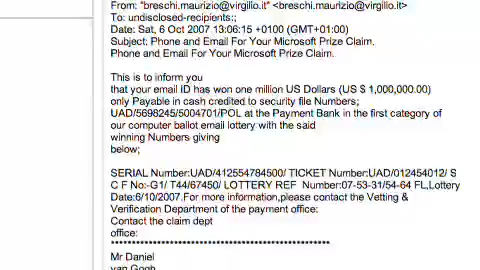 From: "breschi.maurizio@virgilio.it" <breschi.maurizio@virgilio.it>
To: undisclosed-recipients:;
Date: Sat, 6 Oct 2007 13:06:15 +0100 (GMT+01:00)
Subject: Phone and Email For Your Microsoft Prize Claim.
Phone and Email For Your Microsoft Prize Claim.
This is to inform you
that your email ID has won one million US Dollars (US $ 1,000,000.00)
only Payable in cash credited to security file Numbers;
UAD/5698245/5004701/POL at the Payment Bank in the first category of
our computer ballot email lottery with the said
winning Numbers giving
below;
SERIAL Number:UAD/412554784500/ TICKET Number:UAD/012454012/ S
C F No:-G1/ T44/67450/ LOTTERY REF Number:07-53-31/54-64 FL,Lottery
Date:6/10/2007.For more information,please contact the Vetting &
Verification Department of the payment office:
Contact the claim dept
office:
****************************************************
Mr Daniel
van Gogh